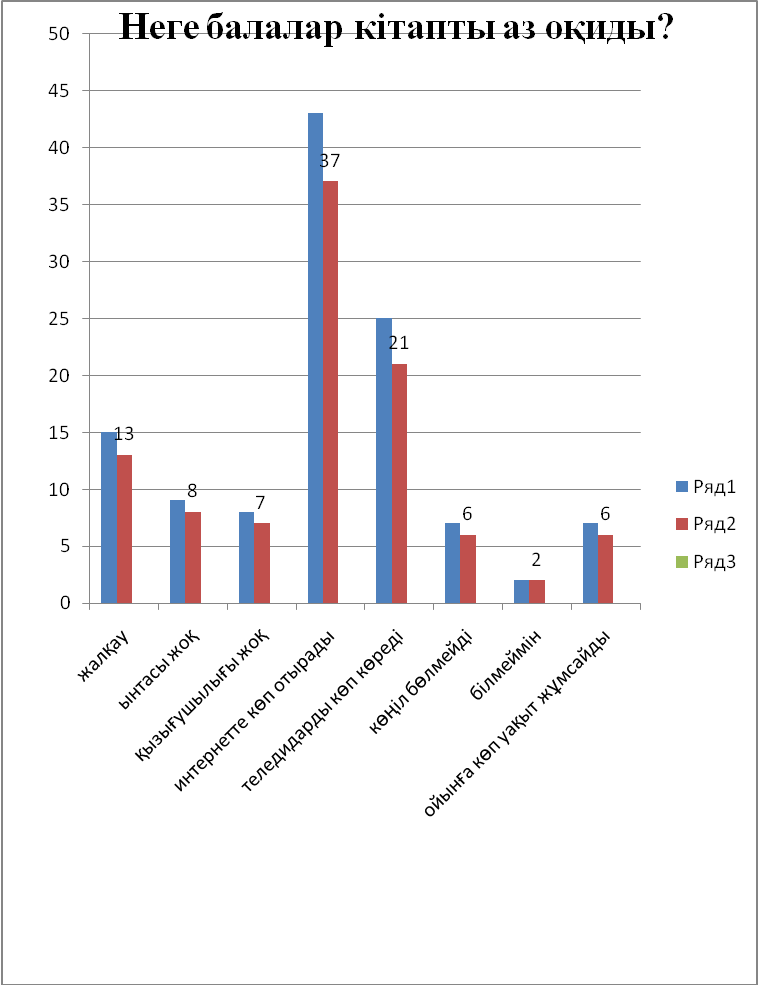 Неге балалар кітапты аз оқиды?
50
45
40
35
30
25
20
15
10
5
0
13
8
7
37
21
6
2
6
жалқау
ынтасы жоқ
қызығушылығы жоқ
интернетте көп отырады
теледидарды көп көреді
көңіл бөлмейді
білмеймін
ойынға көп уақыт жұмсайды
Ряд1
Ряд2
Ряд3